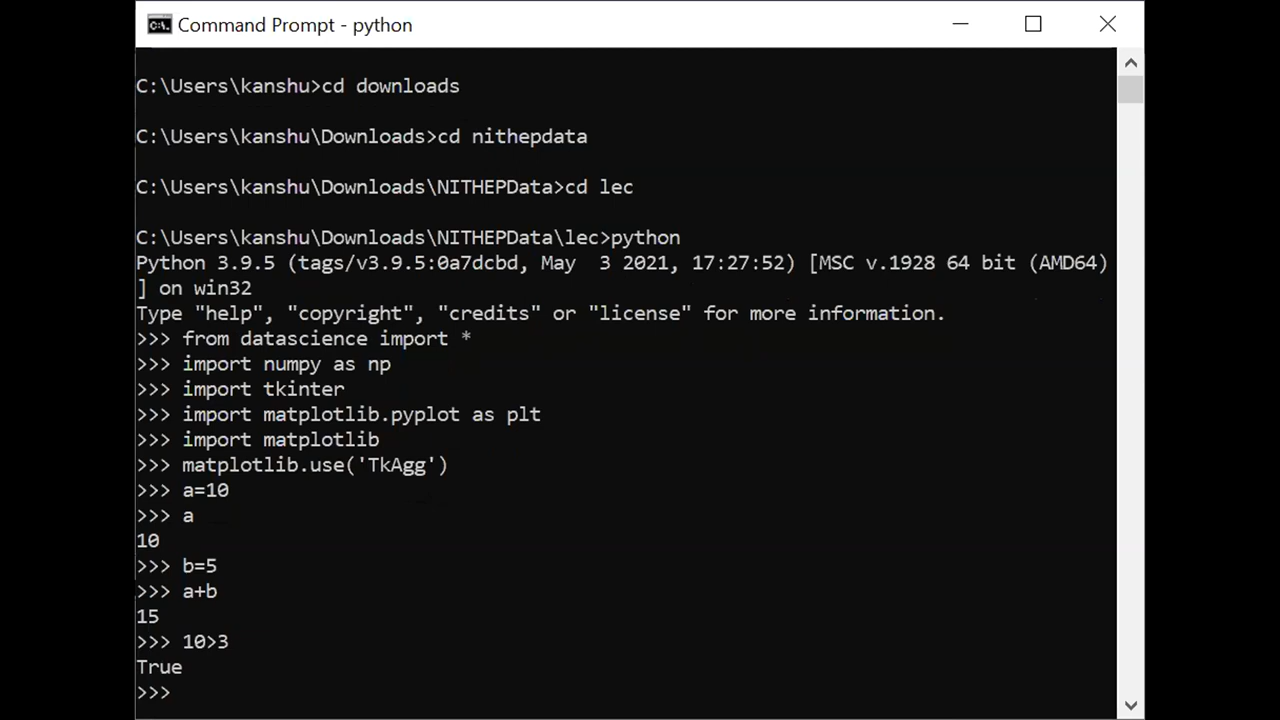 Command Prompt - python
C:\Users\kanshu>cd downloads
C:\Users\kanshu\Downloads>cd nithepdata
C:\Users\kanshu\Downloads\NITHEPData>cd lec
C:\Users\kanshu\Downloads\NITHEPData\lec>python
Python 3.9.5 (tags/v3.9.5:0a7dcbd, May  3 2021, 17:27:52) [MSC v.1928 64 bit (AMD64)
] on win32
Type "help", "copyright", "credits" or "license" for more information.
>>> from datascience import *
>>> import numpy as np
>>> import tkinter
>>> import matplotlib.pyplot as plt
>>> import matplotlib
>>> matplotlib.use('TkAgg')
>>> a=10
>>> a
10
>>> b=5
>>> a+b
15
>>> 10>3
True
>>>